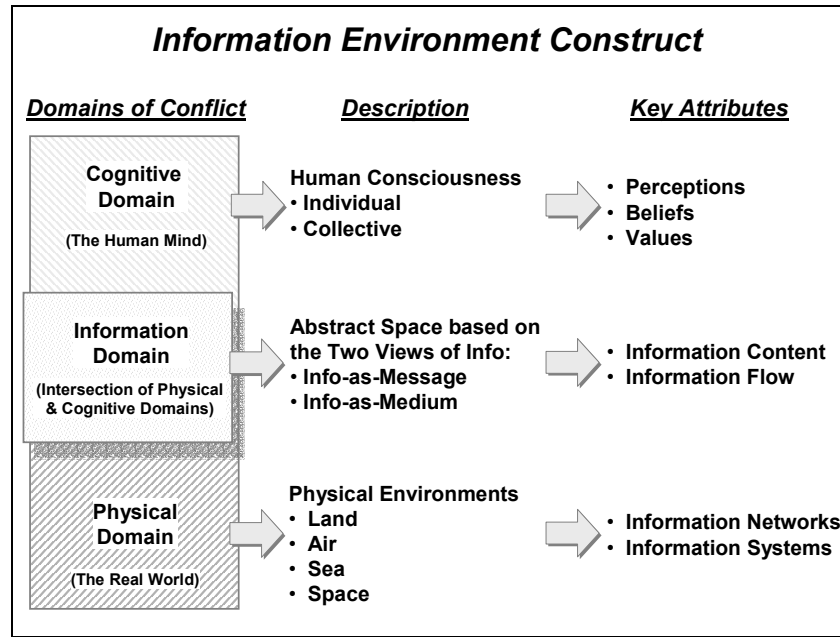 Information Environment Construct
Domains of Conflict
Description
Key Attributes
Cognitive
Domain
(The Human Mind)
Human Consciousness
• Individual
• Collective
• Perceptions
• Beliefs
• Values
Information
Domain
(Intersection of Physical
& Cognitive Domains)
Abstract Space based on
the Two Views of Info:
• Info-as-Message
• Info-as-Medium
• Information Content
• Information Flow
Physical
Domain
(The Real World)
Physical Environments
• Land
• Air
• Sea
• Space
• Information Networks
• Information Systems